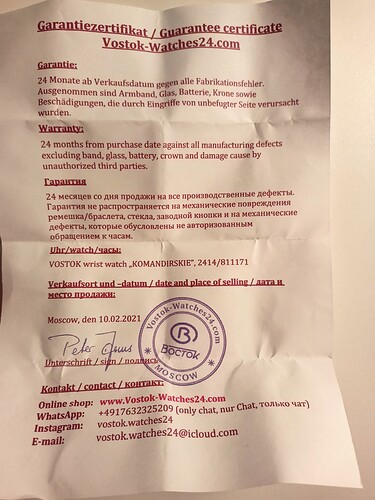 Garantiezertifikat / Guarantee certificate
Vostok-Watches24.com
Garantie:
24 Monate ab Verkaufsdatum gegen alle Fabrikationsfehler.
Ausgenommen sind Armband, Glas, Batterie, Krone sowie
Beschädigungen, die durch Eingriffe von unbefugter Seite verursacht
wurden.
Warranty:
24 months from purchase date against all manufacturing defects
excluding band, glass, battery, crown and damage cause by
unauthorized third parties.
Гарантия
24 месяцев со дня продажи на все производственные дефекты.
Гарантия не распространяется на механические повреждения
ремешка/браслета, стекла, заводной кнопки и на механические
дефекты, которые обусловлены не авторизованным
обращением к часам.
Uhr/watch/часы:
VOSTOK wrist watch „KOMANDIRSKIE", 2414/811171
Verkaufsort und –datum / date and place of selling / дата и
место продажи:
Moscow, den 10.02.2021
Vostok-Watches24.com
ВОСТОК
MOSCOW
Peter
Unterschrift / sign / подпись
Kontakt / contact / контакт:
Online shop: www.Vostok-Watches24.com
WhatsApp: +4917632325209 (only chat, nur Chat, только чат)
Instagram: vostok.watches24
E-mail: vostok.watches24@icloud.com